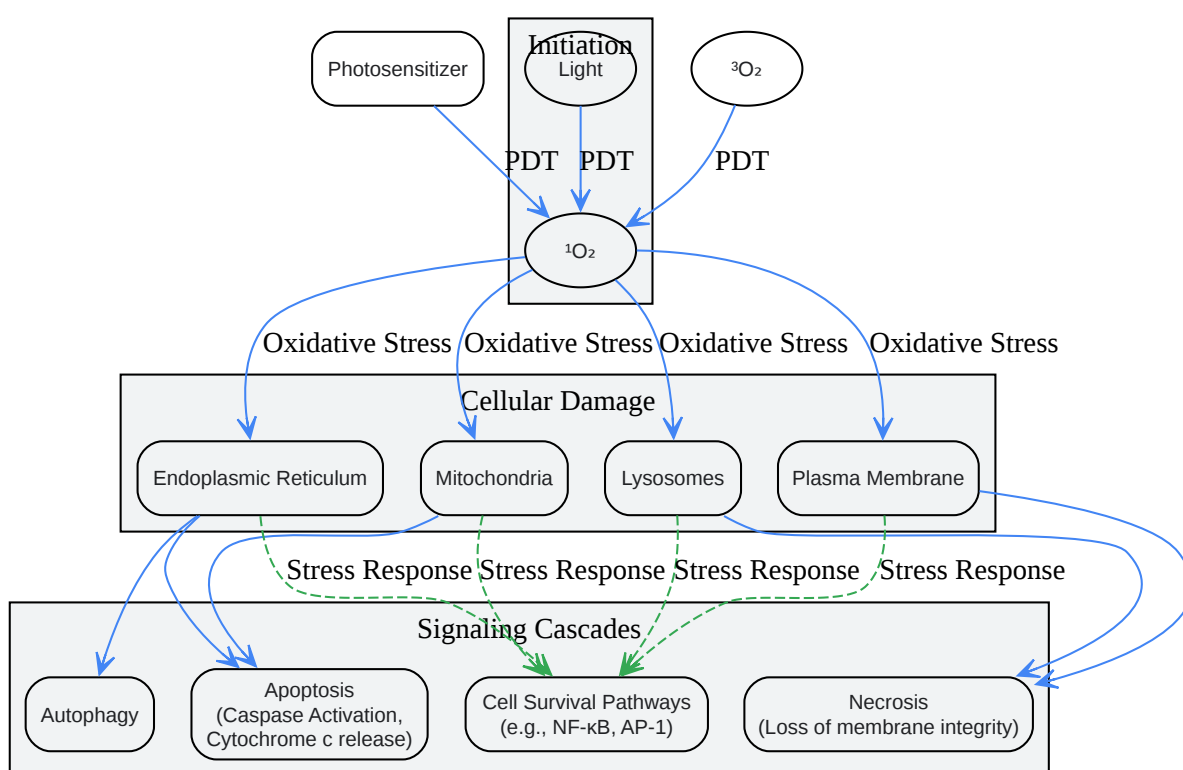 Initiation
Photosensitizer
Light
³O₂
PDT
PDT
PDT
¹O₂
Oxidative Stress
Oxidative Stress
Oxidative Stress
Oxidative Stress
Cellular Damage
Endoplasmic Reticulum
Mitochondria
Lysosomes
Plasma Membrane
Stress Response
Stress Response
Stress Response
Stress Response
Signaling Cascades
Autophagy
Apoptosis
(Caspase Activation,
Cytochrome c release)
Cell Survival Pathways
(e.g., NF-κB, AP-1)
Necrosis
(Loss of membrane integrity)